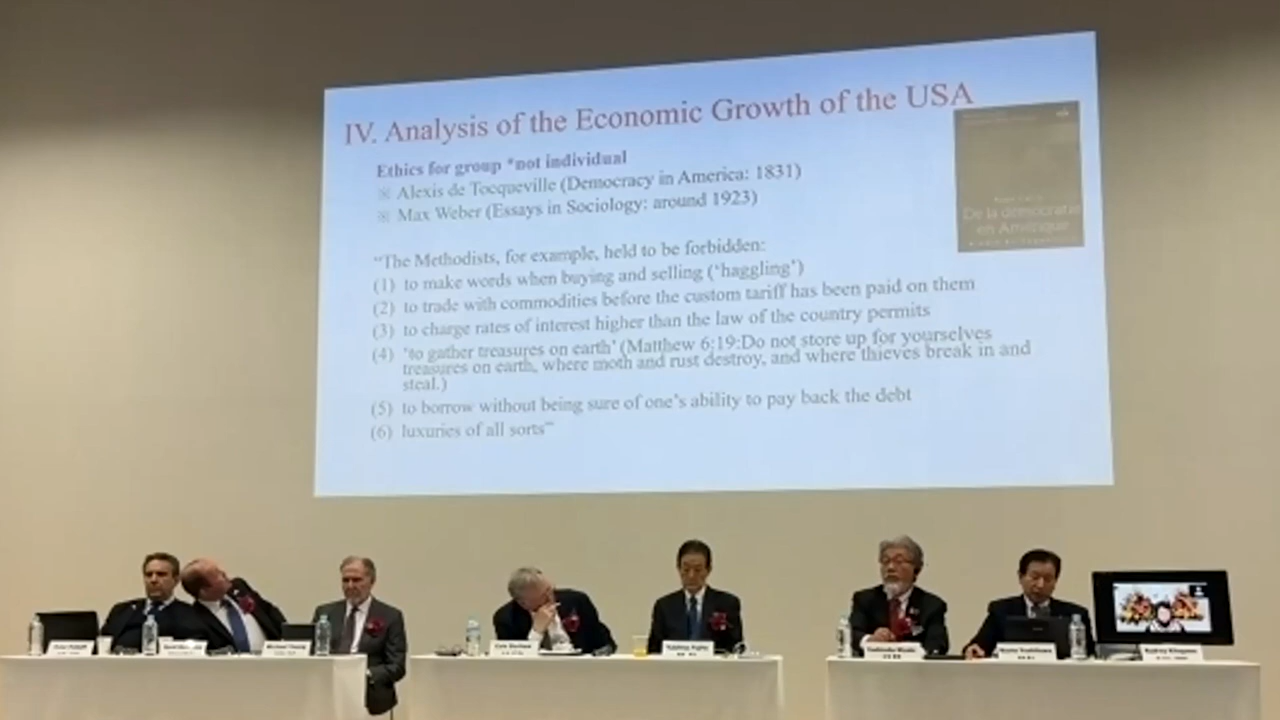 IV. Analysis of the Economic Growth of the USA
Ethics for group *not individual
※ Alexis de Tocqueville (Democracy in America: 1831)
※ Max Weber (Essays in Sociology: around 1923)
“The Methodists, for example, held to be forbidden:
(1) to make words when buying and selling (‘haggling’)
(2) to trade with commodities before the custom tariff has been paid on them
(3) to charge rates of interest higher than the law of the country permits
(4) ‘to gather treasures on earth’ (Matthew 6:19:Do not store up for yourselves
treasures on earth, where moth and rust destroy, and where thieves break in and
steal.)
(5) to borrow without being sure of one’s ability to pay back the debt
(6) luxuries of all sorts”
De la démocratie
en Amérique
Michael
Audrey Kitagawa